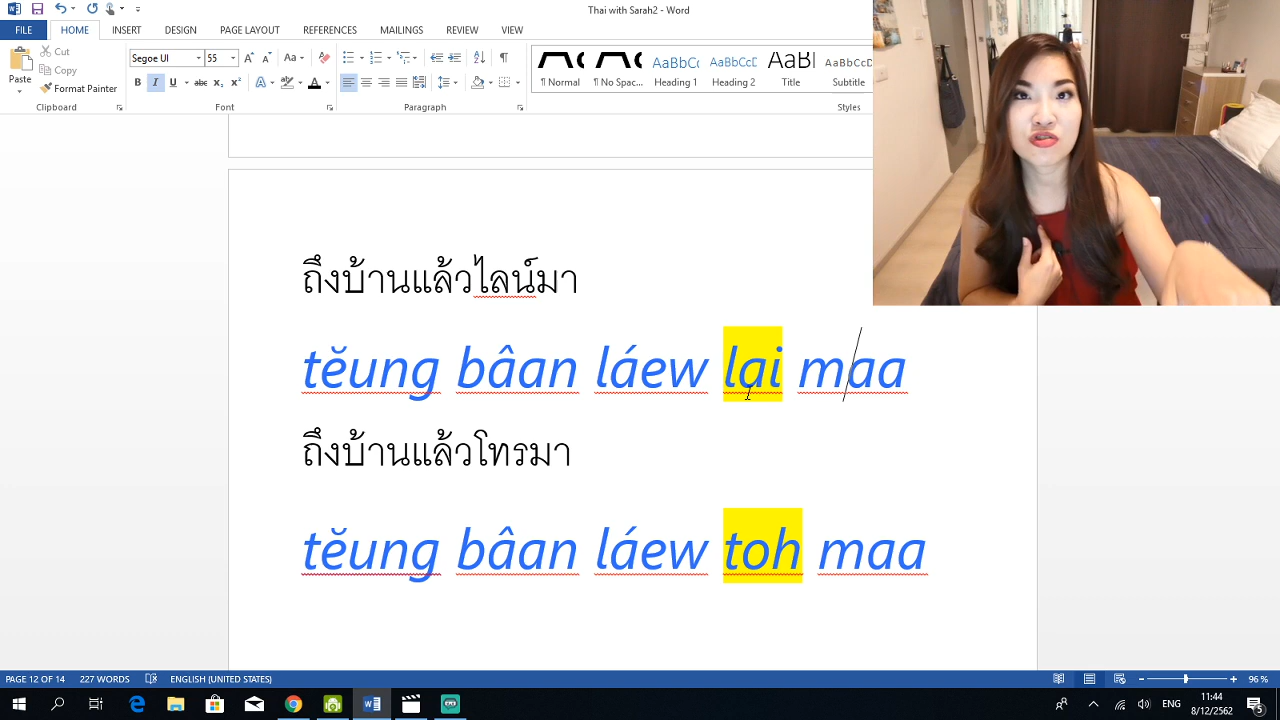 Thai with Sarah2 - Word
FILE HOME INSERT DESIGN PAGE LAYOUT REFERENCES MAILINGS REVIEW VIEW
Paste
Cut
Copy
Format Painter
Clipboard
Segoe UI 55
Font
Paragraph
AaBbCc AaBbCc AaBl AaBbCcD
¶ Normal ¶ No Spac... Heading 1 Heading 2 Title Subtitle
Styles
ถึงบ้านแล้วไลน์มา
tĕung bâan láew lai maa
ถึงบ้านแล้วโทรมา
tĕung bâan láew toh maa
PAGE 12 OF 14 227 WORDS ENGLISH (UNITED STATES) 96 %
ENG 11:44
8/12/2562
5